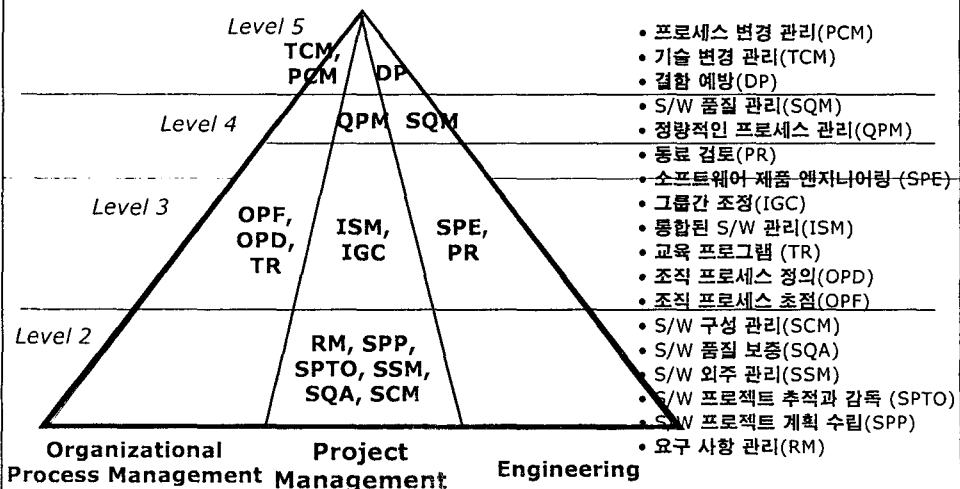 Level 5
TCM,
PCM
DP
Level 4
QPM
SQM
Level 3
OPF,
OPD,
TR
ISM,
IGC
SPE,
PR
Level 2
RM, SPP,
SPTO, SSM,
SQA, SCM
Organizational
Process Management
Project
Management
Engineering
• 프로세스 변경 관리(PCM)
• 기술 변경 관리(TCM)
• 결함 예방(DP)
• S/W 품질 관리(SQM)
• 정량적인 프로세스 관리(QPM)
• 동료 검토(PR)
• 소프트웨어 제품 엔지니어링 (SPE)
• 그룹간 조정(IGC)
• 통합된 S/W 관리(ISM)
• 교육 프로그램 (TR)
• 조직 프로세스 정의(OPD)
• 조직 프로세스 초점(OPF)
• S/W 구성 관리(SCM)
• S/W 품질 보증(SQA)
• S/W 외주 관리(SSM)
• S/W 프로젝트 추적과 감독 (SPTO)
• S/W 프로젝트 계획 수립(SPP)
• 요구 사항 관리(RM)